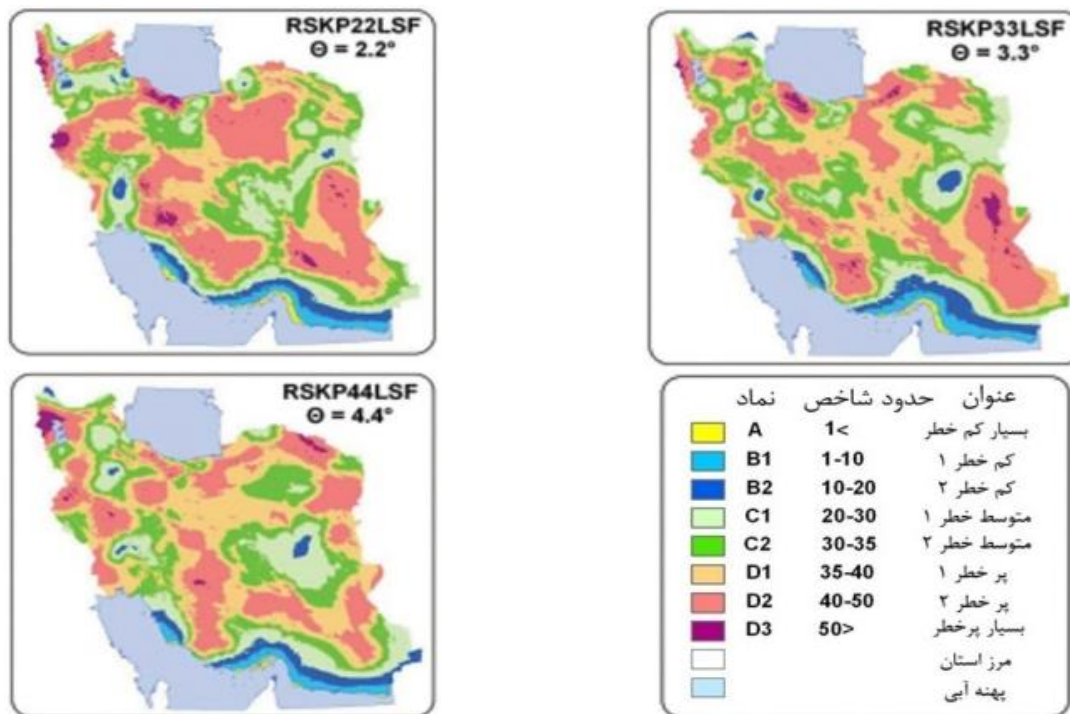 RSKP22LSF
Θ = 2.2°
RSKP33LSF
Θ = 3.3°
RSKP44LSF
Θ = 4.4°
عنوان حدود شاخص نماد
بسیار کم خطر 1< A
کم خطر ۱ 1-10 B1
کم خطر ۲ 10-20 B2
متوسط خطر ۱ 20-30 C1
متوسط خطر ۲ 30-35 C2
پر خطر ۱ 35-40 D1
پر خطر ۲ 40-50 D2
بسیار پرخطر 50> D3
مرز استان
پهنه آبی